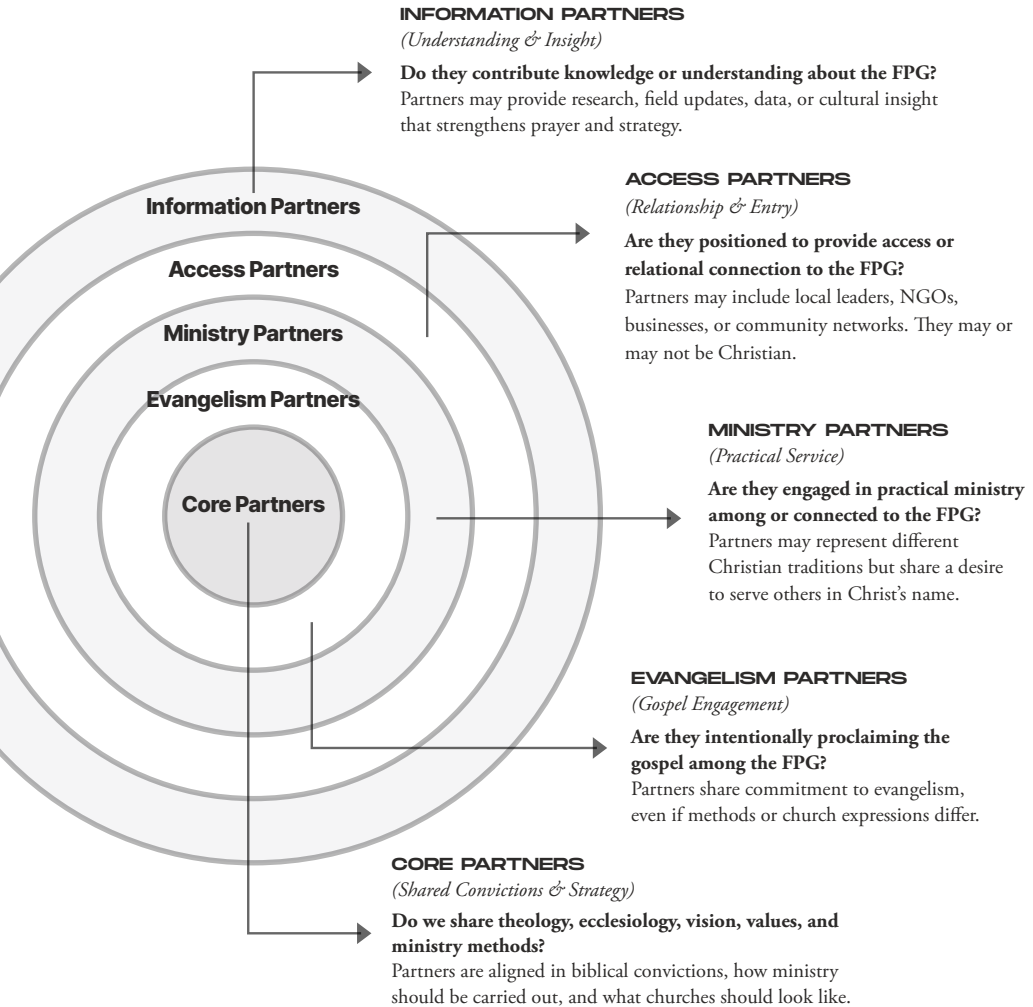 INFORMATION PARTNERS
(Understanding & Insight)
Do they contribute knowledge or understanding about the FPG?
Partners may provide research, field updates, data, or cultural insight
that strengthens prayer and strategy.
Information Partners
Access Partners
Ministry Partners
Evangelism Partners
Core Partners
ACCESS PARTNERS
(Relationship & Entry)
Are they positioned to provide access or
relational connection to the FPG?
Partners may include local leaders, NGOs,
businesses, or community networks. They may or
may not be Christian.
MINISTRY PARTNERS
(Practical Service)
Are they engaged in practical ministry
among or connected to the FPG?
Partners may represent different
Christian traditions but share a desire
to serve others in Christ’s name.
EVANGELISM PARTNERS
(Gospel Engagement)
Are they intentionally proclaiming the
gospel among the FPG?
Partners share commitment to evangelism,
even if methods or church expressions differ.
CORE PARTNERS
(Shared Convictions & Strategy)
Do we share theology, ecclesiology, vision, values, and
ministry methods?
Partners are aligned in biblical convictions, how ministry
should be carried out, and what churches should look like.